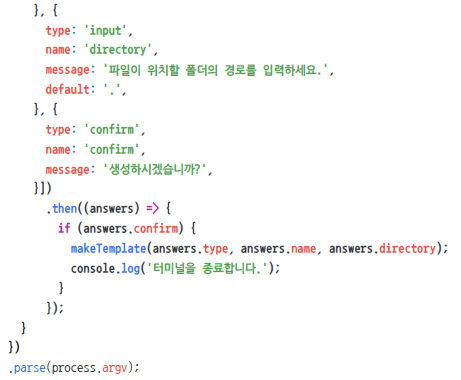 }, {
type: 'input',
name: 'directory',
message: '파일이 위치할 폴더의 경로를 입력하세요.',
default: '.',
}, {
type: 'confirm',
name: 'confirm',
message: '생성하시겠습니까?',
}])
.then((answers) => {
if (answers.confirm) {
makeTemplate(answers.type, answers.name, answers.directory);
console.log('터미널을 종료합니다.');
}
});
}
})
.parse(process.argv);